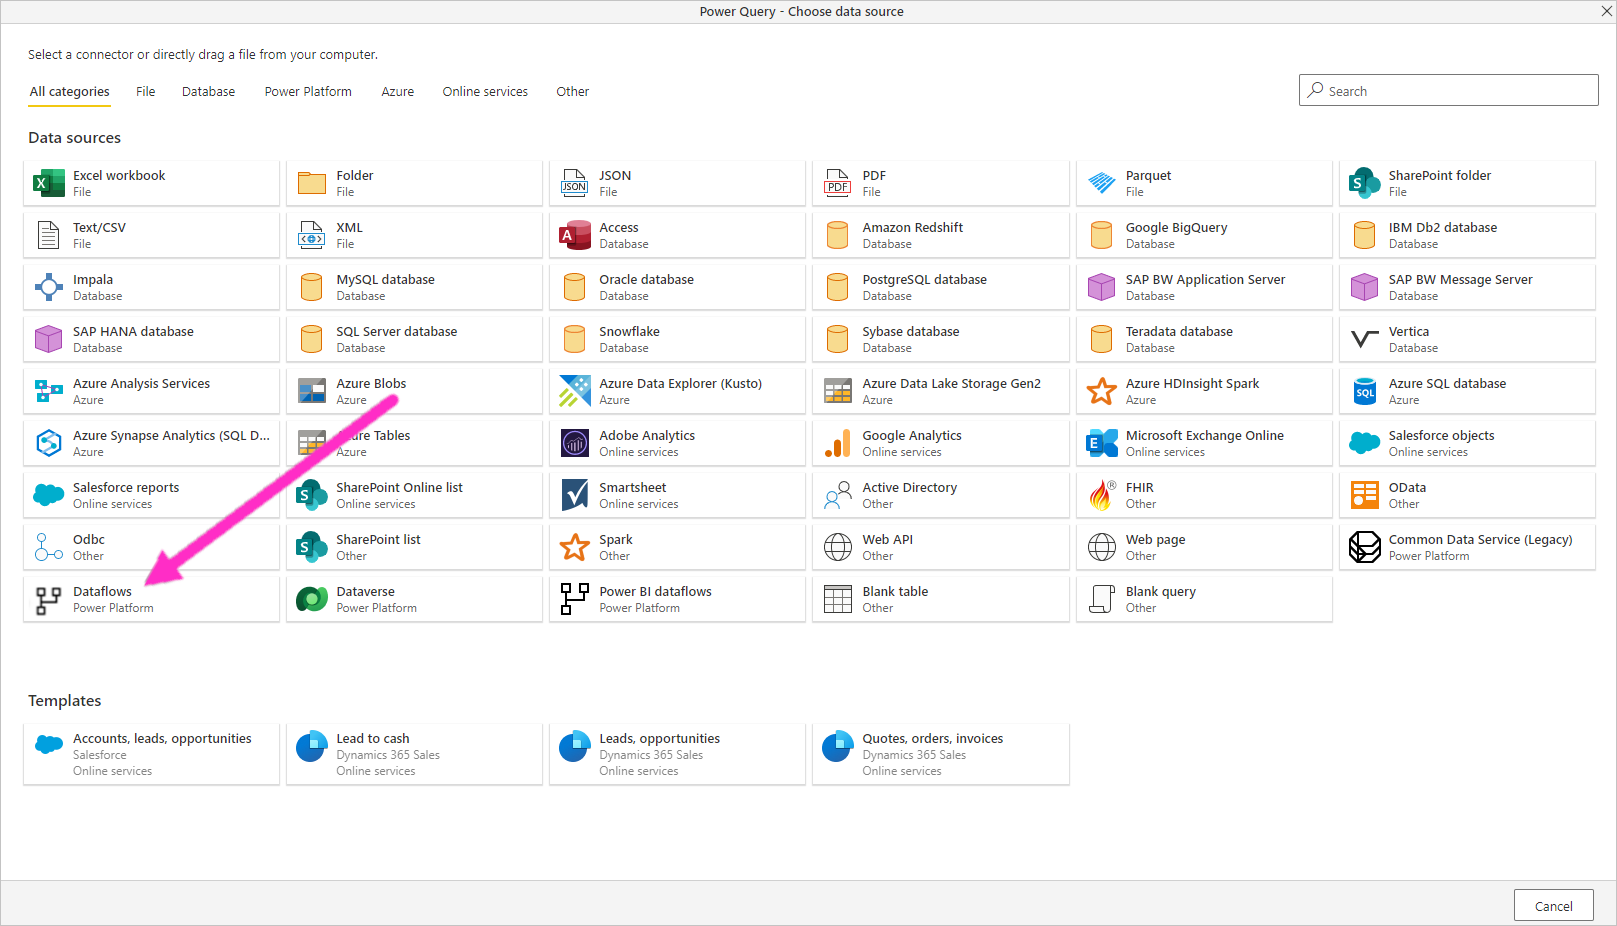 Power Query - Choose data source
Select a connector or directly drag a file from your computer.
All categories File Database Power Platform Azure Online services Other Search
Data sources
Excel workbook
File
Folder
File
JSON
JSON
File
PDF
PDF
File
Parquet
File
SharePoint folder
File
Text/CSV
File
XML
File
Access
Database
Amazon Redshift
Database
Google BigQuery
Database
IBM Db2 database
Database
Impala
Database
MySQL database
Database
Oracle database
Database
PostgreSQL database
Database
SAP BW Application Server
Database
SAP BW Message Server
Database
SAP HANA database
Database
SQL Server database
Database
Snowflake
Database
Sybase database
Database
Teradata database
Database
Vertica
Database
Azure Analysis Services
Azure
Azure Blobs
Azure
Azure Data Explorer (Kusto)
Azure
Azure Data Lake Storage Gen2
Azure
Azure HDInsight Spark
Azure
SQL
Azure SQL database
Azure
Azure Synapse Analytics (SQL D...
Azure
Tables
Azure
Adobe Analytics
Online services
Google Analytics
Online services
Microsoft Exchange Online
Online services
Salesforce objects
Online services
Salesforce reports
Online services
SharePoint Online list
Online services
Smartsheet
Online services
Active Directory
Other
FHIR
Other
OData
Other
Odbc
Other
SharePoint list
Other
Spark
Other
Web API
Other
Web page
Other
Common Data Service (Legacy)
Power Platform
Dataflows
Power Platform
Dataverse
Power Platform
Power BI dataflows
Power Platform
Blank table
Other
Blank query
Other
Templates
Accounts, leads, opportunities
Salesforce
Online services
Lead to cash
Dynamics 365 Sales
Online services
Leads, opportunities
Dynamics 365 Sales
Online services
Quotes, orders, invoices
Dynamics 365 Sales
Online services
Cancel